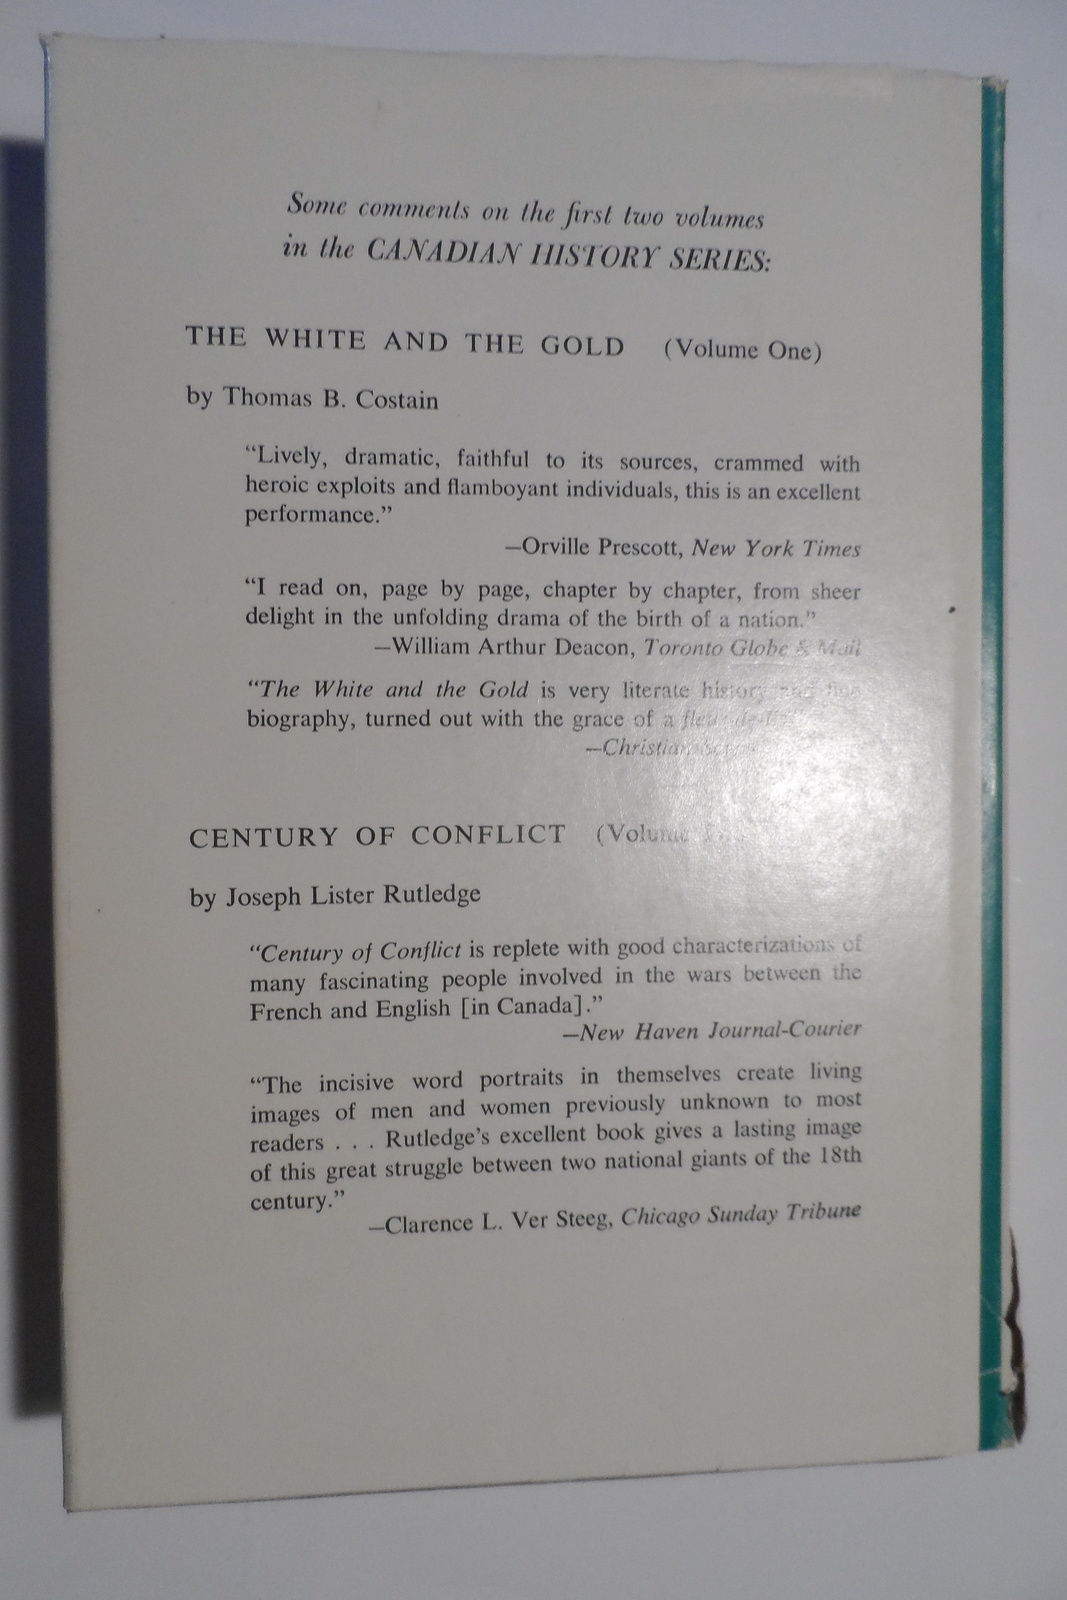 Some comments on the first two volumes
in the CANADIAN HISTORY SERIES:
THE WHITE AND THE GOLD (Volume One)
by Thomas B. Costain
“Lively, dramatic, faithful to its sources, crammed with
heroic exploits and flamboyant individuals, this is an excellent
performance.”
—Orville Prescott, New York Times
“I read on, page by page, chapter by chapter, from sheer
delight in the unfolding drama of the birth of a nation.”
—William Arthur Deacon, Toronto Globe & Mail
“The White and the Gold is very literate history and fine
biography, turned out with the grace of a
—Christian
CENTURY OF CONFLICT (Volume
by Joseph Lister Rutledge
“Century of Conflict is replete with good characterizations of
many fascinating people involved in the wars between the
French and English [in Canada].”
—New Haven Journal-Courier
“The incisive word portraits in themselves create living
images of men and women previously unknown to most
readers . . . Rutledge’s excellent book gives a lasting image
of this great struggle between two national giants of the 18th
century.”
—Clarence L. Ver Steeg, Chicago Sunday Tribune